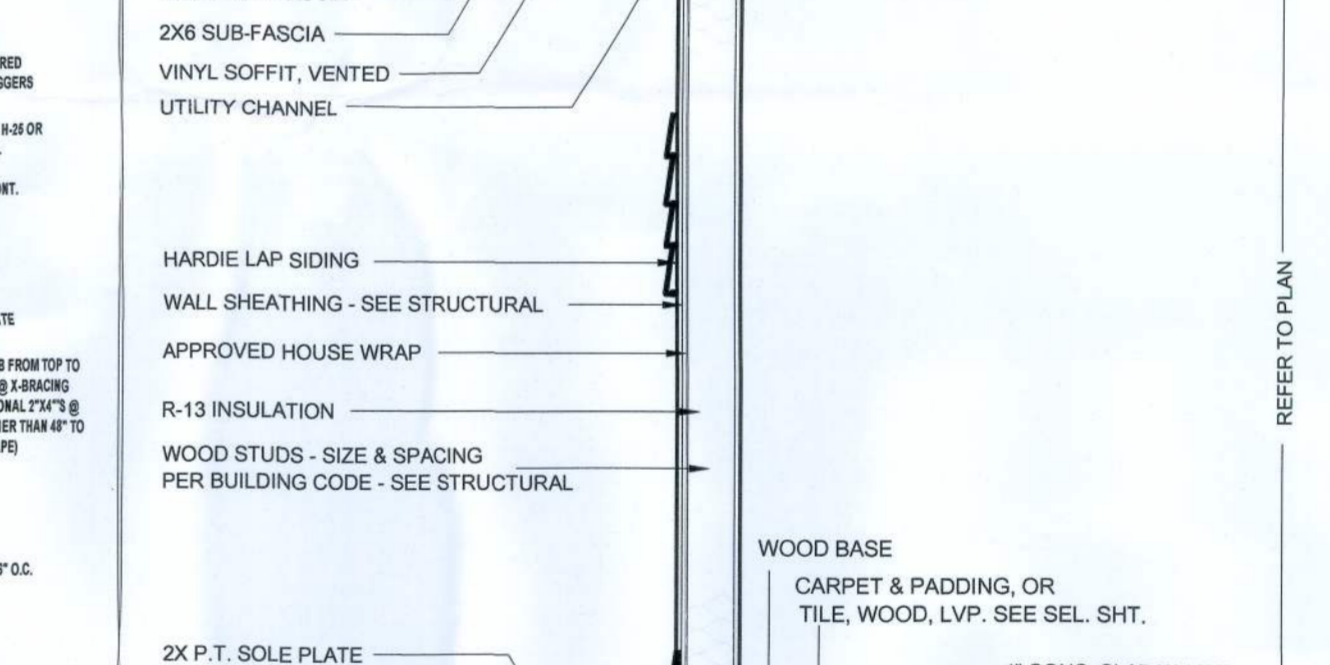 RED
GGERS
H-25 OR
NT.
TE
B FROM TOP TO
@ X-BRACING
ONAL 2"X4"'S @
IER THAN 48" TO
PE)
" O.C.
2X6 SUB-FASCIA
VINYL SOFFIT, VENTED
UTILITY CHANNEL
HARDIE LAP SIDING
WALL SHEATHING - SEE STRUCTURAL
APPROVED HOUSE WRAP
R-13 INSULATION
WOOD STUDS - SIZE & SPACING
PER BUILDING CODE - SEE STRUCTURAL
2X P.T. SOLE PLATE
WOOD BASE
CARPET & PADDING, OR
TILE, WOOD, LVP. SEE SEL. SHT.
REFER TO PLAN